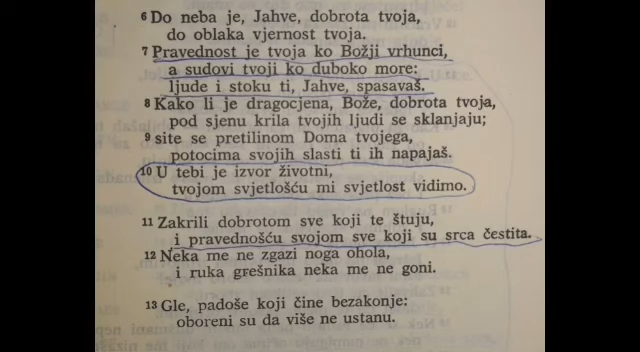 6 Do neba je, Jahve, dobrota tvoja,
do oblaka vjernost tvoja.
7 Pravednost je tvoja ko Božji vrhunci,
a sudovi tvoji ko duboko more:
ljude i stoku ti, Jahve, spasavaš.
8 Kako li je dragocjena, Bože, dobrota tvoja,
pod sjenu krila tvojih ljudi se sklanjaju;
9 site se pretilinom Doma tvojega,
potocima svojih slasti ti ih napajaš.
10 U tebi je izvor životni,
tvojom svjetlošću mi svjetlost vidimo.
11 Zakrili dobrotom sve koji te štuju,
i pravednošću svojom sve koji su srca čestita.
12 Neka me ne zgazi noga ohola,
i ruka grešnika neka me ne goni.
13 Gle, padoše koji čine bezakonje:
oboreni su da više ne ustanu.